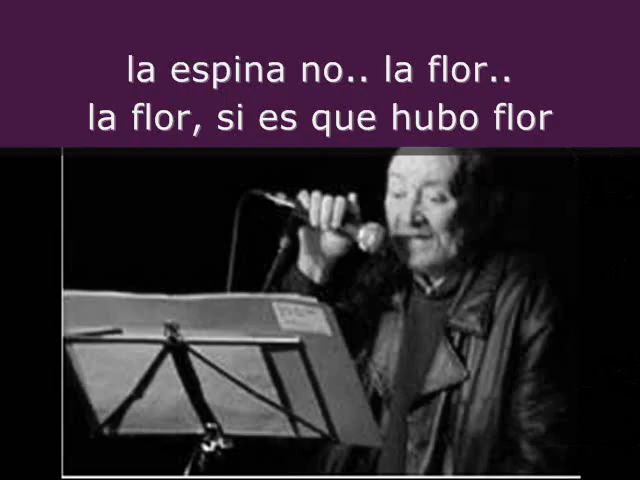 la espina no.. la flor..
la flor, si es que hubo flor